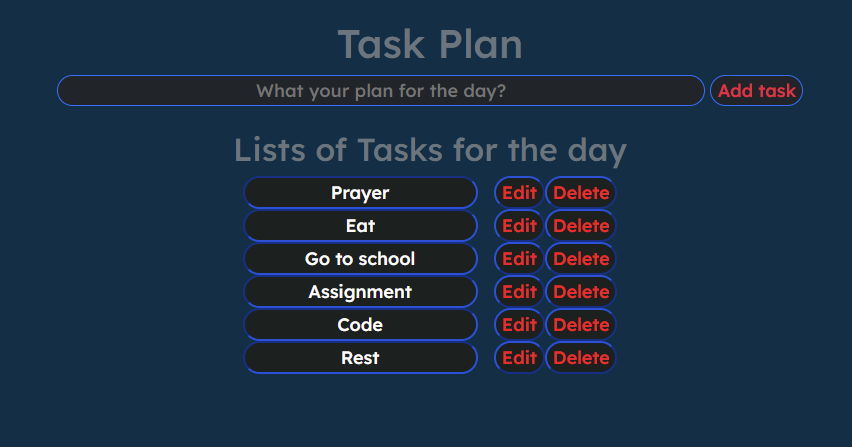 Task Plan
What your plan for the day? Add task
Lists of Tasks for the day
Prayer Edit Delete
Eat Edit Delete
Go to school Edit Delete
Assignment Edit Delete
Code Edit Delete
Rest Edit Delete